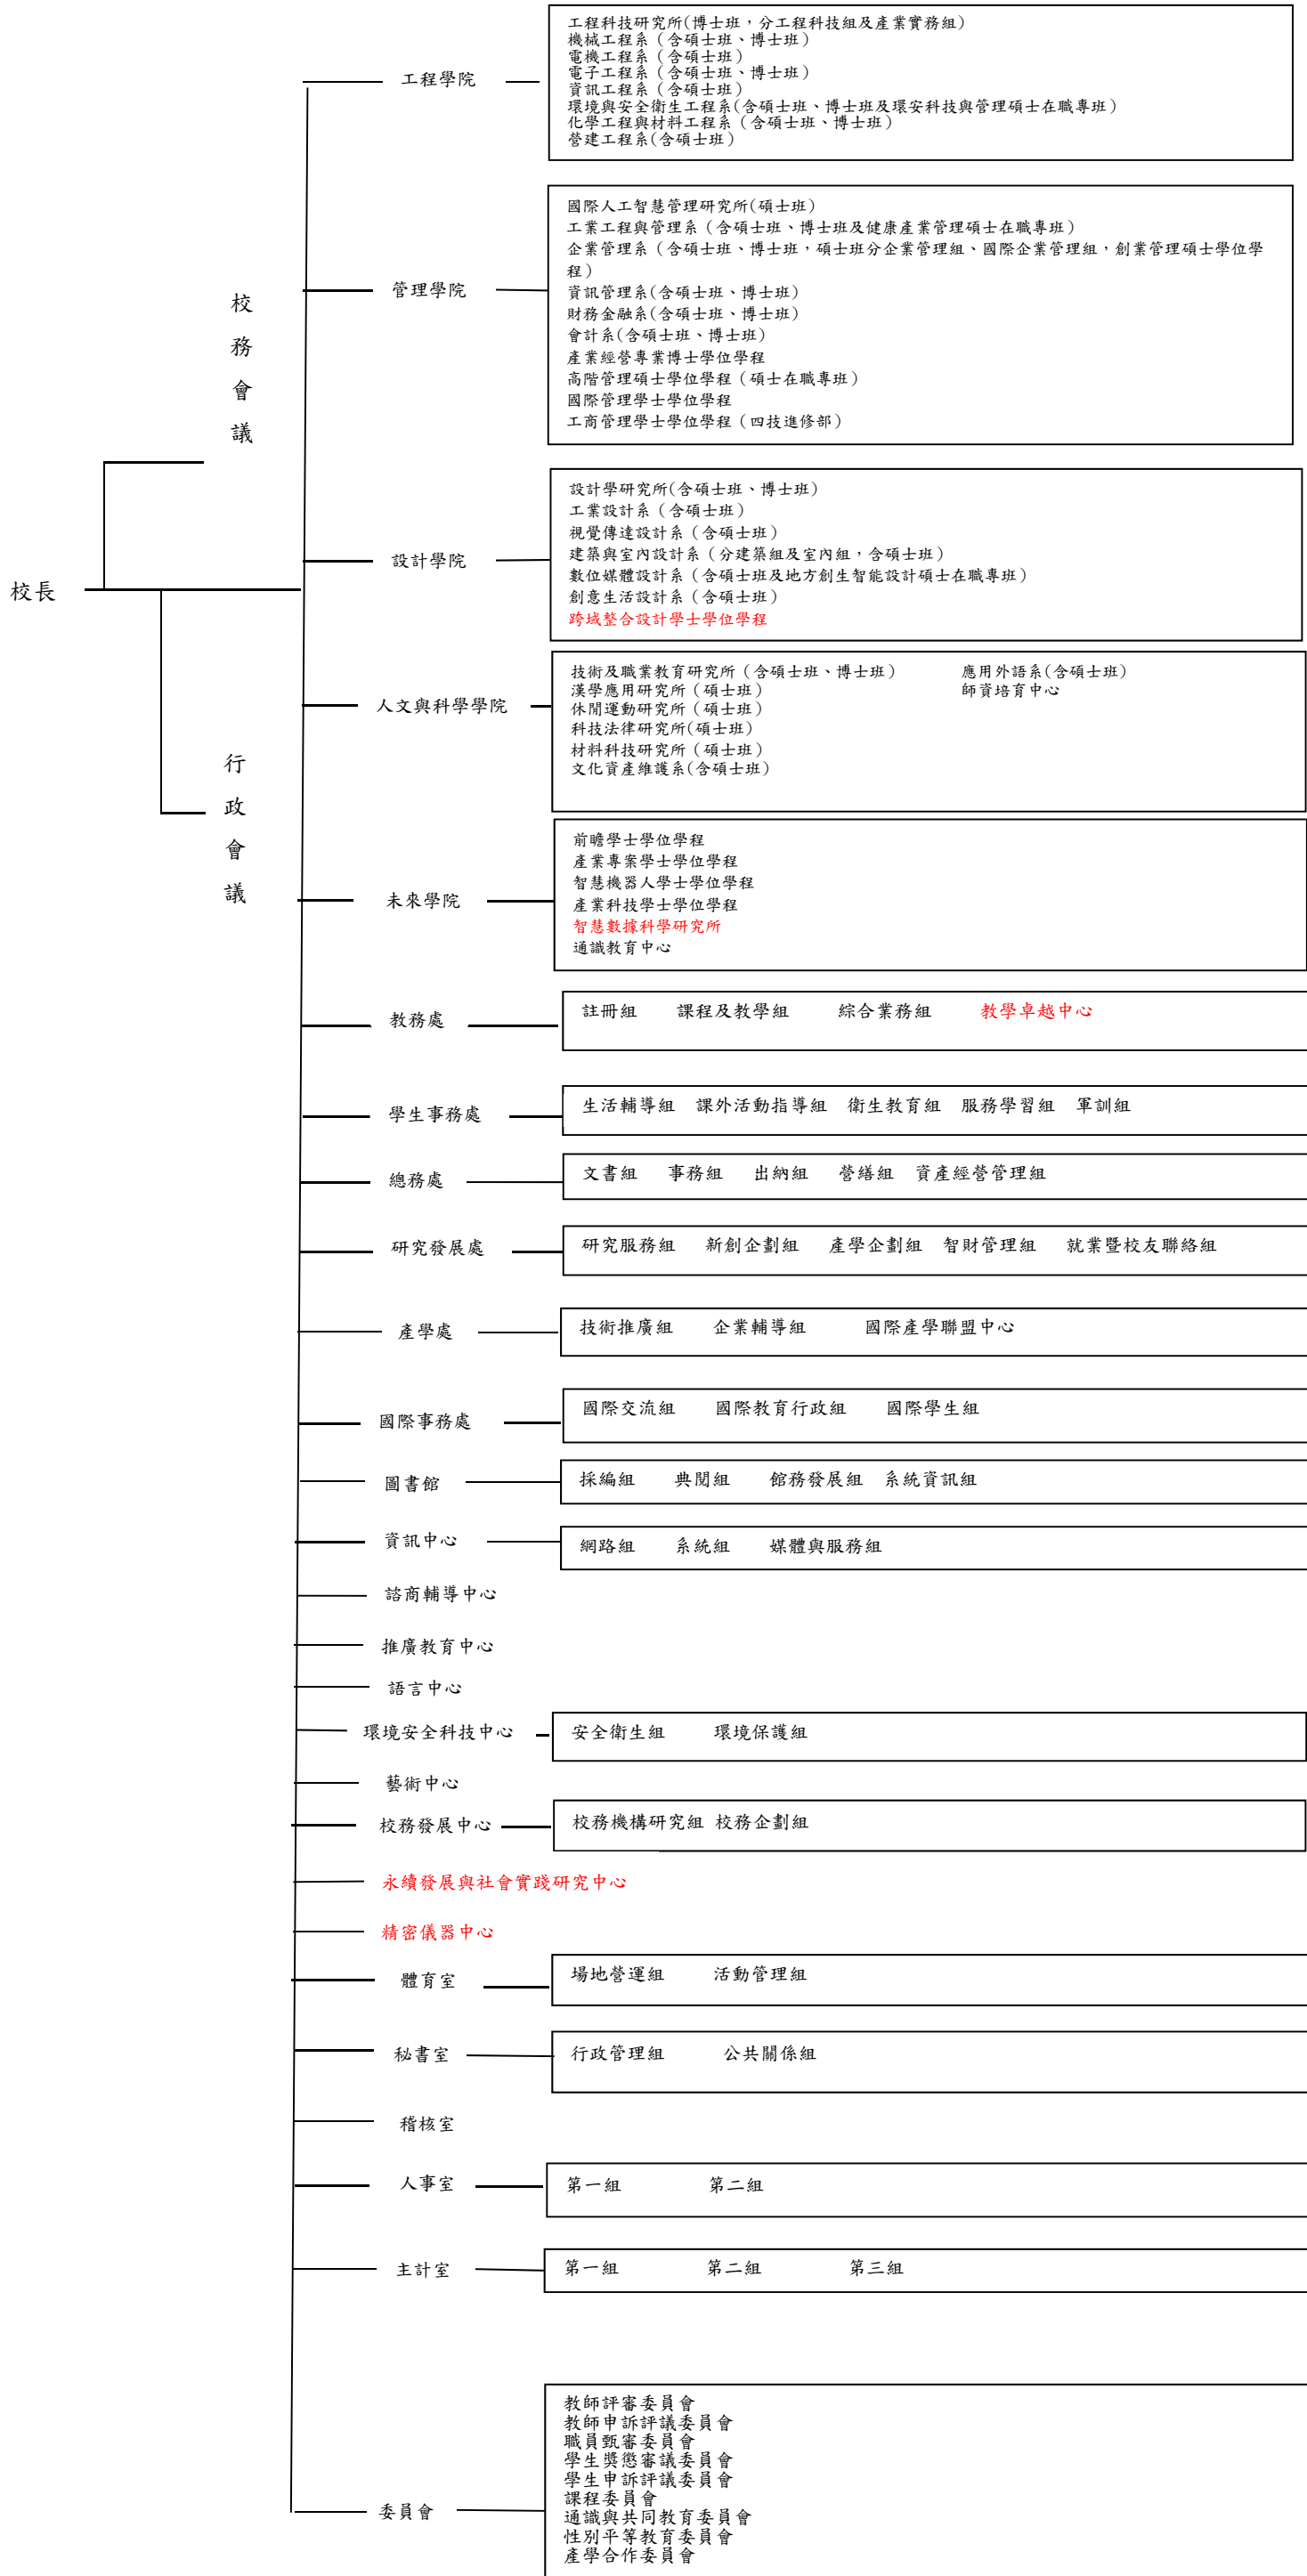 校長
校務會議
行政會議
工程學院
工程科技研究所(博士班，分工程科技組及產業實務組)
機械工程系（含碩士班、博士班）
電機工程系（含碩士班）
電子工程系（含碩士班、博士班）
資訊工程系（含碩士班）
環境與安全衛生工程系(含碩士班、博士班及環安科技與管理碩士在職專班)
化學工程與材料工程系（含碩士班、博士班）
營建工程系(含碩士班)
管理學院
國際人工智慧管理研究所(碩士班)
工業工程與管理系（含碩士班、博士班及健康產業管理碩士在職專班）
企業管理系（含碩士班、博士班，碩士班分企業管理組、國際企業管理組，創業管理碩士學位學
程）
資訊管理系(含碩士班、博士班)
財務金融系(含碩士班、博士班)
會計系(含碩士班、博士班)
產業經營專業博士學位學程
高階管理碩士學位學程（碩士在職專班）
國際管理學士學位學程
工商管理學士學位學程（四技進修部）
設計學院
設計學研究所(含碩士班、博士班)
工業設計系（含碩士班）
視覺傳達設計系（含碩士班）
建築與室內設計系（分建築組及室內組，含碩士班）
數位媒體設計系（含碩士班及地方創生智能設計碩士在職專班）
創意生活設計系（含碩士班）
跨域整合設計學士學位學程
人文與科學學院
技術及職業教育研究所（含碩士班、博士班） 應用外語系(含碩士班)
漢學應用研究所（碩士班） 師資培育中心
休閒運動研究所（碩士班）
科技法律研究所(碩士班)
材料科技研究所（碩士班）
文化資產維護系(含碩士班)
未來學院
前瞻學士學位學程
產業專案學士學位學程
智慧機器人學士學位學程
產業科技學士學位學程
智慧數據科學研究所
通識教育中心
教務處 註冊組 課程及教學組 綜合業務組 教學卓越中心
學生事務處 生活輔導組 課外活動指導組 衛生教育組 服務學習組 軍訓組
總務處 文書組 事務組 出納組 營繕組 資產經營管理組
研究發展處 研究服務組 新創企劃組 產學企劃組 智財管理組 就業暨校友聯絡組
產學處 技術推廣組 企業輔導組 國際產學聯盟中心
國際事務處 國際交流組 國際教育行政組 國際學生組
圖書館 採編組 典閱組 館務發展組 系統資訊組
資訊中心 網路組 系統組 媒體與服務組
諮商輔導中心
推廣教育中心
語言中心
環境安全科技中心 安全衛生組 環境保護組
藝術中心
校務發展中心 校務機構研究組 校務企劃組
永續發展與社會實踐研究中心
精密儀器中心
體育室 場地營運組 活動管理組
秘書室 行政管理組 公共關係組
稽核室
人事室 第一組 第二組
主計室 第一組 第二組 第三組
委員會
教師評審委員會
教師申訴評議委員會
職員甄審委員會
學生獎懲審議委員會
學生申訴評議委員會
課程委員會
通識與共同教育委員會
性別平等教育委員會
產學合作委員會